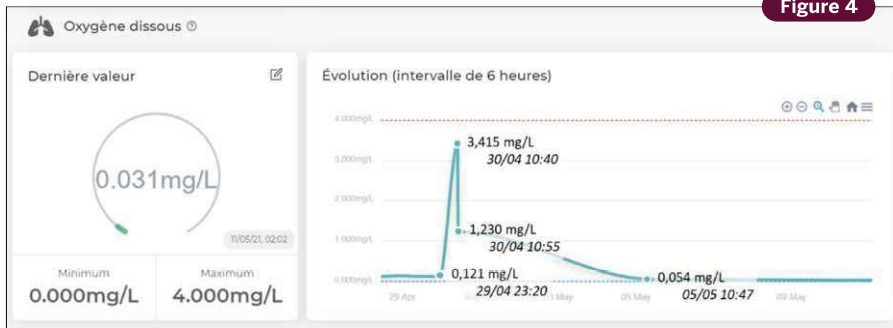 Figure 4
Oxygène dissous
Dernière valeur
0.031mg/L
11/05/21, 02:02
Minimum
0.000mg/L
Maximum
4.000mg/L
Évolution (intervalle de 6 heures)
4.000mg/L
3.000mg/L
2.000mg/L
1.000mg/L
0.000mg/L
3,415 mg/L
30/04 10:40
1,230 mg/L
30/04 10:55
0,121 mg/L
29/04 23:20
0,054 mg/L
05/05 10:47
29 Apr
May
05 May
09 May